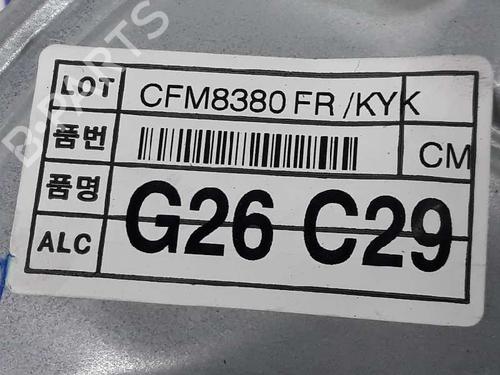 LOT CFM8380 FR /KYK
품번 CM
품명 G26 C29
ALC
B-PARTS